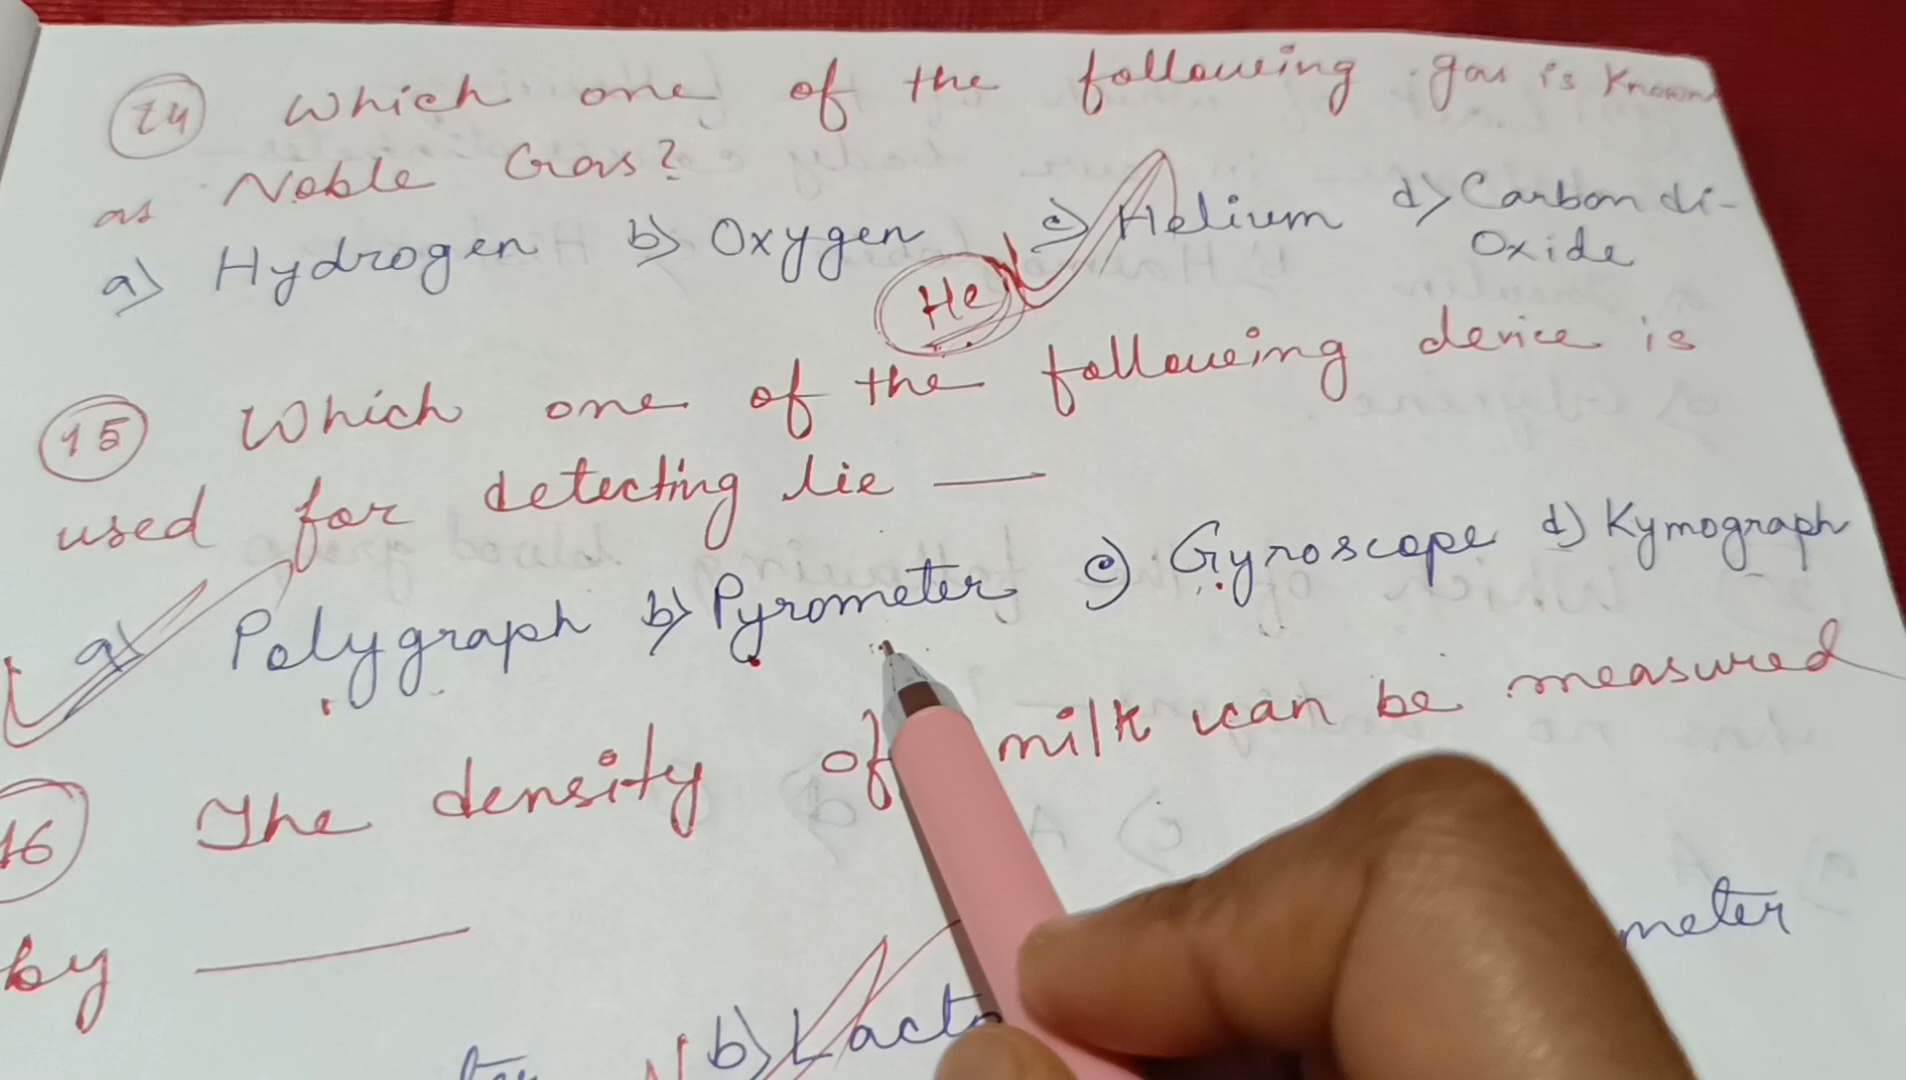 14 Which one of the following gas is known
as Noble Gas?
a) Hydrogen b) Oxygen c) Helium d) Carbon di-
Oxide
He
15 Which one of the following device is
used for detecting lie —
a) Polygraph b) Pyrometer c) Gyroscope d) Kymograph
16 The density of milk can be measured
by —
b) Lacto meter